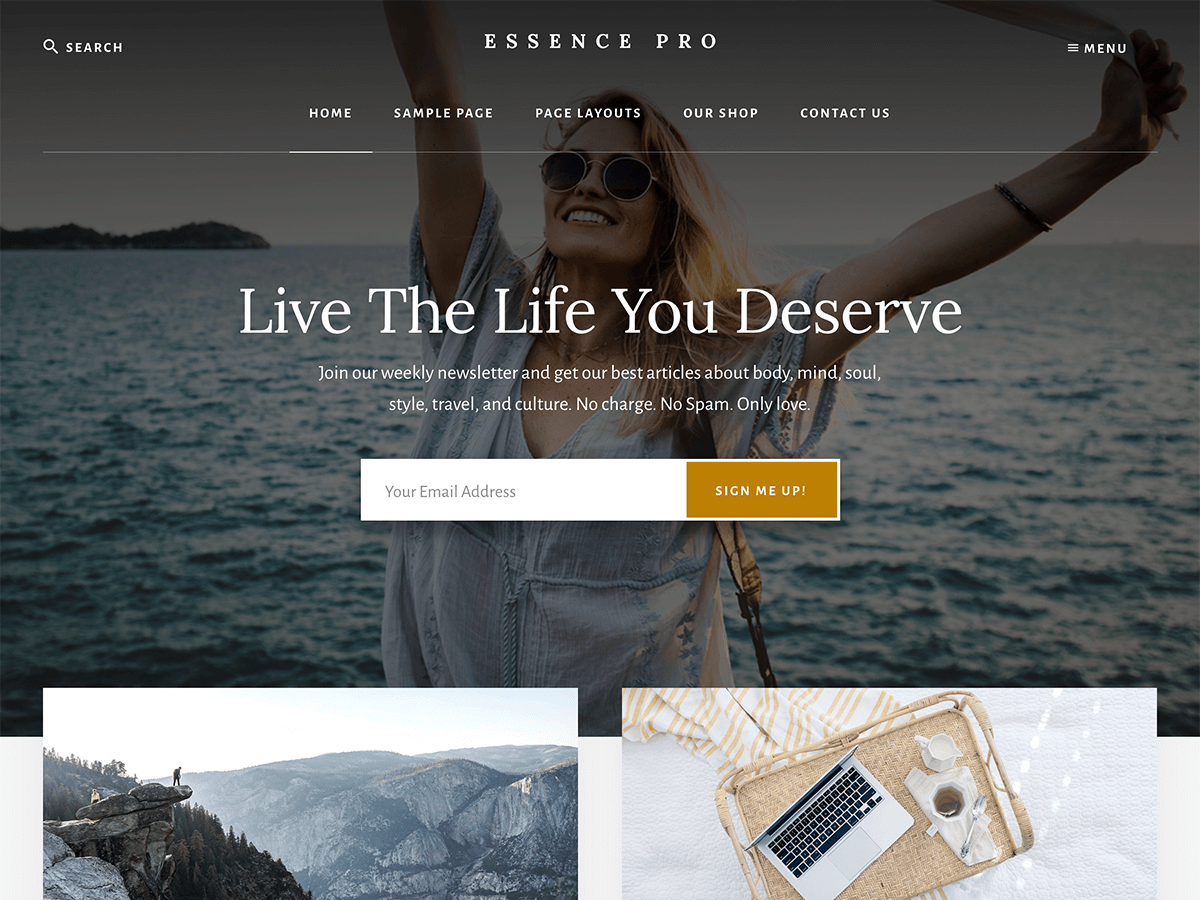 SEARCH
ESSENCE PRO
MENU
HOME
SAMPLE PAGE
PAGE LAYOUTS
OUR SHOP
CONTACT US
Live The Life You Deserve
Join our weekly newsletter and get our best articles about body, mind, soul,
style, travel, and culture. No charge. No Spam. Only love.
Your Email Address
SIGN ME UP!